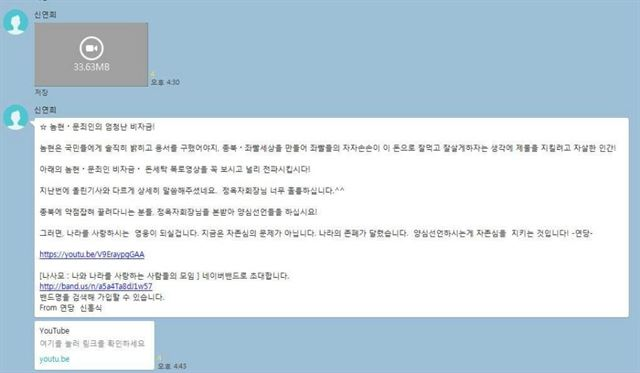 신연희
33.63MB
4
오후 4:30
저장
신연희
☆ 놈현·문죄인의 엄청난 비자금!
놈현은 국민들에게 솔직히 밝히고 용서를 구했어야지, 종북·좌빨세상을 만들어 좌빨들의 자자손손이 이 돈으로 잘먹고 잘살게하자는 생각에 재물을 지킬려고 자살한 인간!
아래의 놈현·문죄인 비자금· 돈세탁 폭로영상을 꼭 보시고 널리 전파시킵시다!
지난번에 올린기사와 다르게 상세히 말씀해주셨네요. 정옥자회장님 너무 훌륭하십니다.^^
종북에 약점잡혀 끌려다니는 분들, 정옥자회장님을 본받아 양심선언들을 하십시요!
그러면, 나라를 사랑하시는 영웅이 되실겁니다. 지금은 자존심의 문제가 아닙니다. 나라의 존폐가 달렸습니다. 양심선언하시는게 자존심을 지키는 것입니다! -연당-
https://youtu.be/V9EraypgGAA
[나사모 : 나와 나라를 사랑하는 사람들의 모임 ] 네이버밴드로 초대합니다.
http://band.us/n/a5a4Ta8dJ1w57
밴드명을 검색해 가입할 수 있습니다.
From 연당 신흥식
YouTube
여기를 눌러 링크를 확인하세요
youtu.be
4
오후 4:43